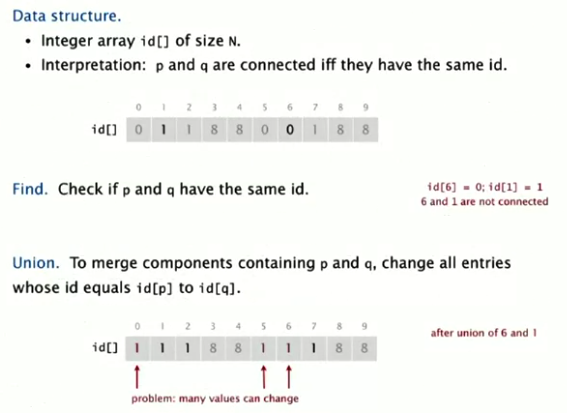 Data structure.
• Integer array id[] of size N.
• Interpretation: p and q are connected iff they have the same id.
0 1 2 3 4 5 6 7 8 9
id[] 0 1 1 8 8 0 0 1 8 8
Find. Check if p and q have the same id.
id[6] = 0; id[1] = 1
6 and 1 are not connected
Union. To merge components containing p and q, change all entries
whose id equals id[p] to id[q].
0 1 2 3 4 5 6 7 8 9
id[] 1 1 1 8 8 1 1 1 8 8
after union of 6 and 1
problem: many values can change